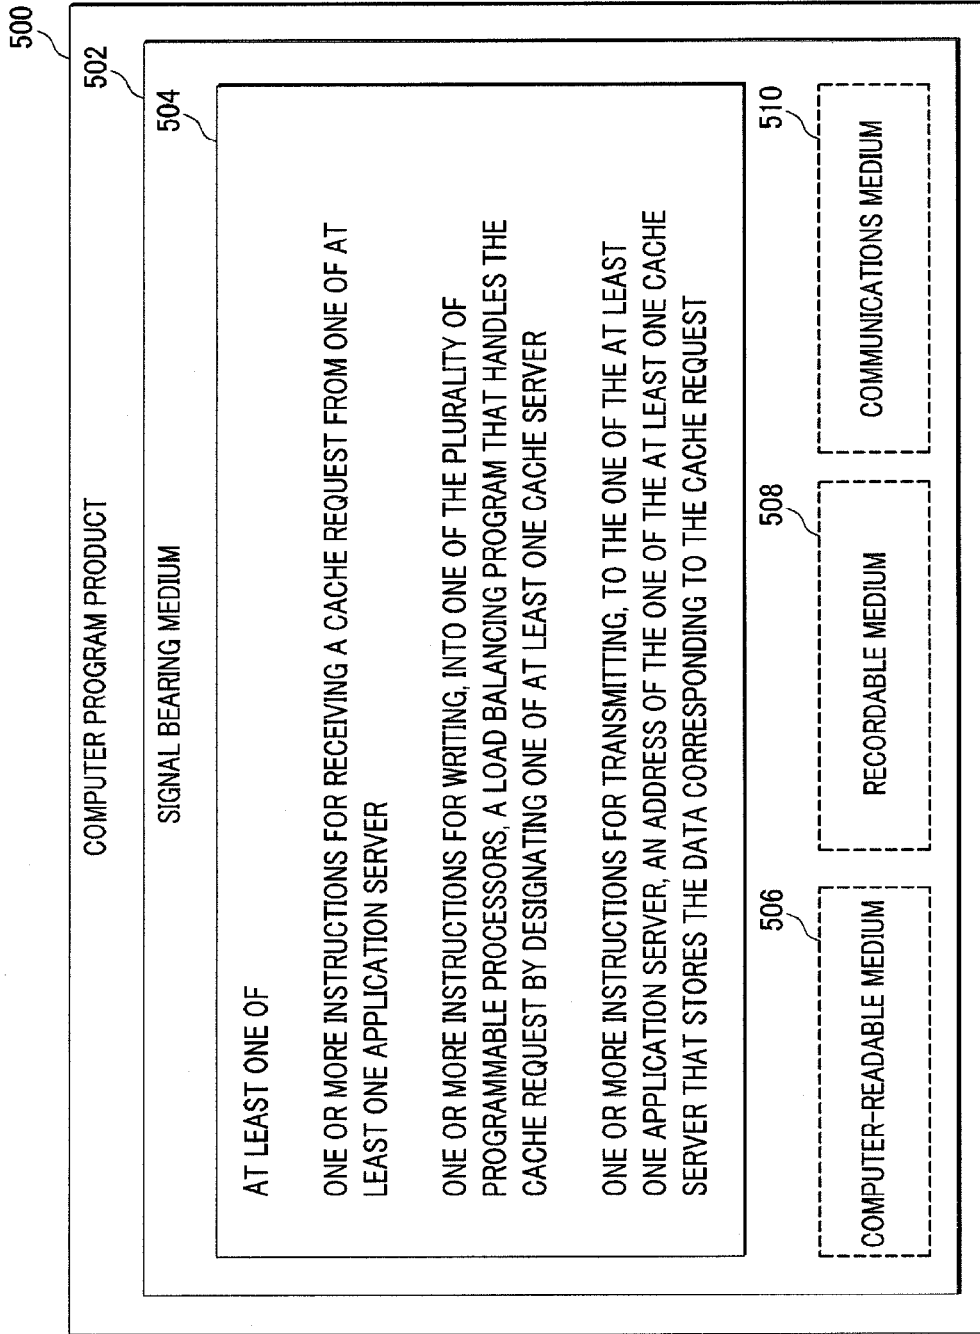 500
COMPUTER PROGRAM PRODUCT
502
SIGNAL BEARING MEDIUM
504
AT LEAST ONE OF
ONE OR MORE INSTRUCTIONS FOR RECEIVING A CACHE REQUEST FROM ONE OF AT
LEAST ONE APPLICATION SERVER
ONE OR MORE INSTRUCTIONS FOR WRITING, INTO ONE OF THE PLURALITY OF
PROGRAMMABLE PROCESSORS, A LOAD BALANCING PROGRAM THAT HANDLES THE
CACHE REQUEST BY DESIGNATING ONE OF AT LEAST ONE CACHE SERVER
ONE OR MORE INSTRUCTIONS FOR TRANSMITTING, TO THE ONE OF THE AT LEAST
ONE APPLICATION SERVER, AN ADDRESS OF THE ONE OF THE AT LEAST ONE CACHE
SERVER THAT STORES THE DATA CORRESPONDING TO THE CACHE REQUEST
506
COMPUTER-READABLE MEDIUM
508
RECORDABLE MEDIUM
510
COMMUNICATIONS MEDIUM